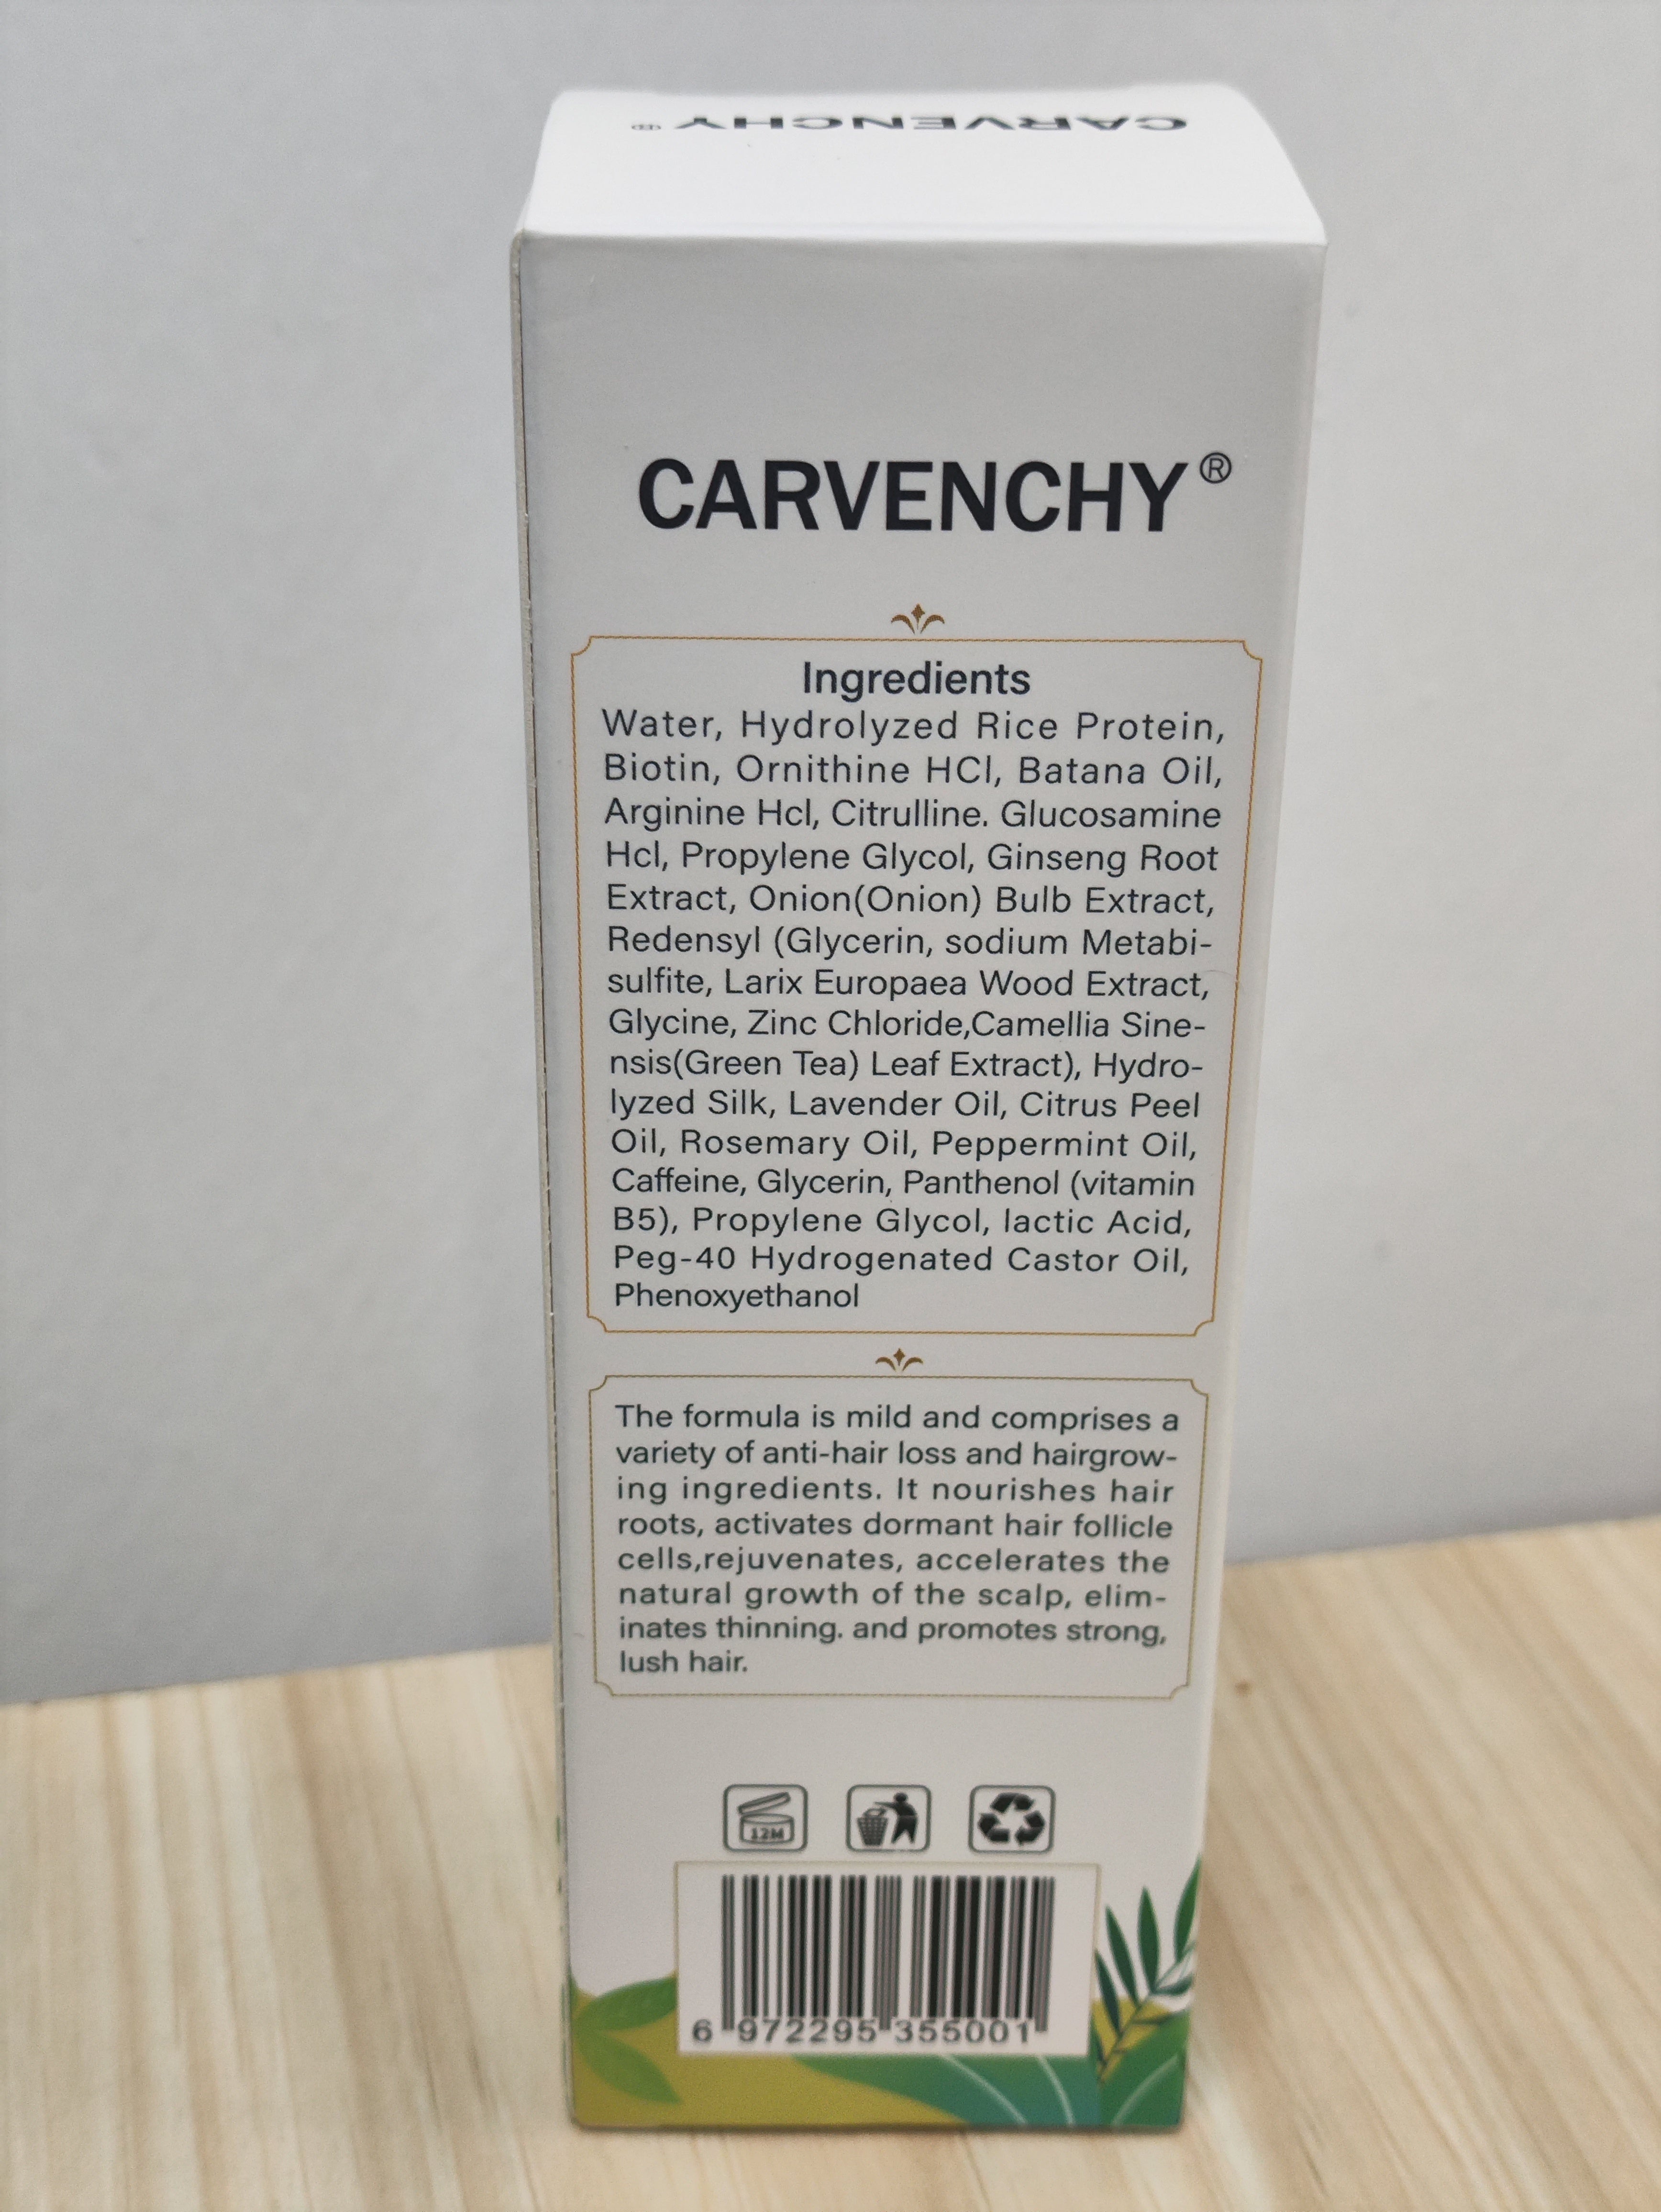 CARVENCHY®
CARVENCHY®
Ingredients
Water, Hydrolyzed Rice Protein,
Biotin, Ornithine HCl, Batana Oil,
Arginine Hcl, Citrulline. Glucosamine
Hcl, Propylene Glycol, Ginseng Root
Extract, Onion(Onion) Bulb Extract,
Redensyl (Glycerin, sodium Metabi-
sulfite, Larix Europaea Wood Extract,
Glycine, Zinc Chloride,Camellia Sine-
nsis(Green Tea) Leaf Extract), Hydro-
lyzed Silk, Lavender Oil, Citrus Peel
Oil, Rosemary Oil, Peppermint Oil,
Caffeine, Glycerin, Panthenol (vitamin
B5), Propylene Glycol, lactic Acid,
Peg-40 Hydrogenated Castor Oil,
Phenoxyethanol
The formula is mild and comprises a
variety of anti-hair loss and hairgrow-
ing ingredients. It nourishes hair
roots, activates dormant hair follicle
cells,rejuvenates, accelerates the
natural growth of the scalp, elim-
inates thinning. and promotes strong,
lush hair.
12M
6 972295 355001